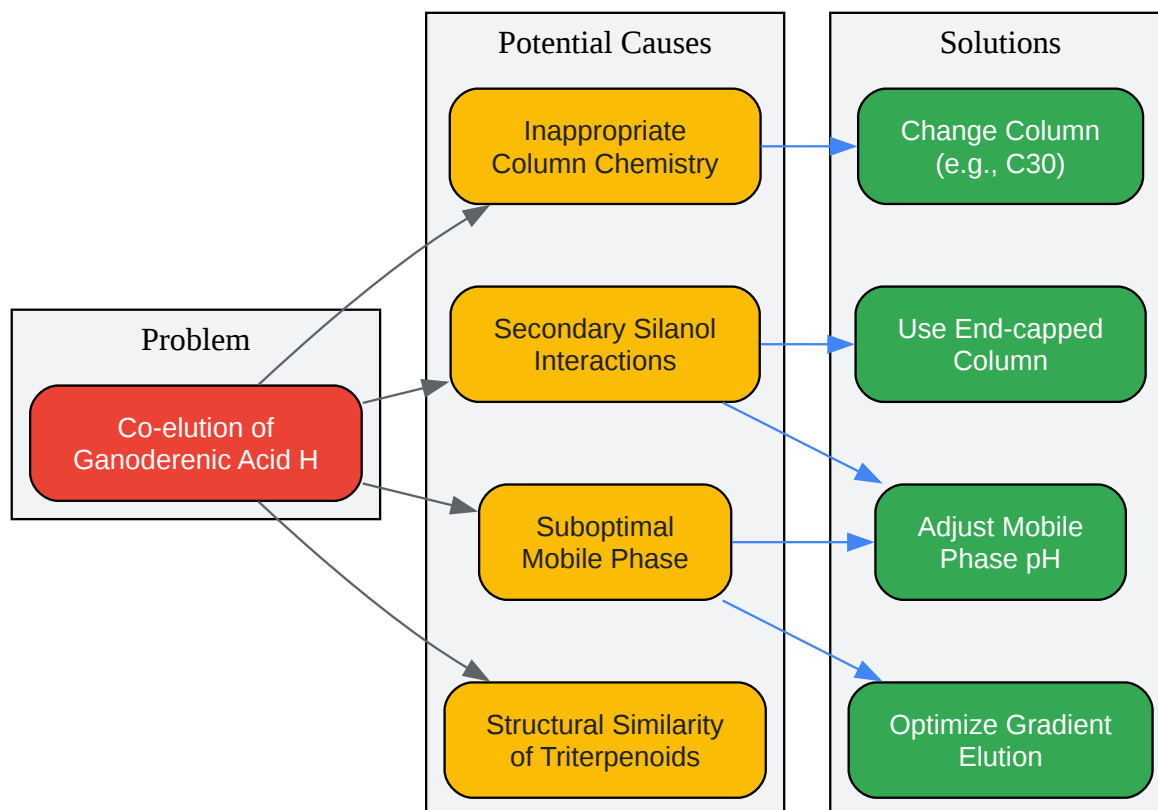 Problem
Co-elution of
Ganoderenic Acid H
Potential Causes
Inappropriate
Column Chemistry
Secondary Silanol
Interactions
Suboptimal
Mobile Phase
Structural Similarity
of Triterpenoids
Solutions
Change Column
(e.g., C30)
Use End-capped
Column
Adjust Mobile
Phase pH
Optimize Gradient
Elution